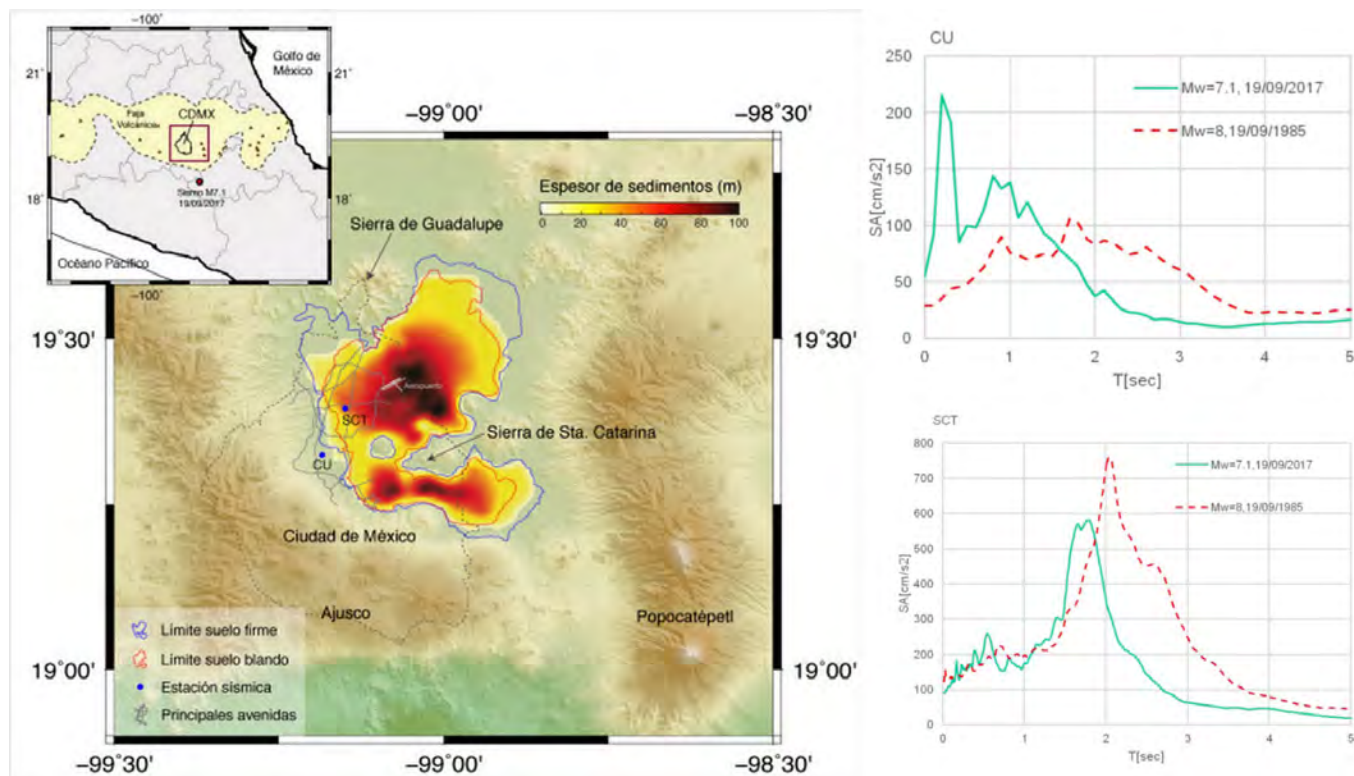 −100°
Golfo de
México
21°
21°
Faja
Volcánica
CDMX
18°
18°
Sismo M7.1
19/09/2017
Océano Pacífico
−100°
−99°00'
−98°30'
Espesor de sedimentos (m)
0 20 40 60 80 100
Sierra de Guadalupe
19°30'
19°30'
Aeropuerto
SCT
Sierra de Sta. Catarina
CU
Ciudad de México
Ajusco
Popocatépetl
Límite suelo firme
Límite suelo blando
Estación sísmica
Principales avenidas
19°00'
19°00'
−99°30'
−99°00'
−98°30'
CU
250
200
150
100
50
0
SA[cm/s2]
Mw=7.1, 19/09/2017
Mw=8,19/09/1985
0 1 2 3 4 5
T[sec]
SCT
800
700
600
500
400
300
200
100
0
SA[cm/s2]
Mw=7.1,19/09/2017
Mw=8,19/09/1985
0 1 2 3 4 5
T[sec]